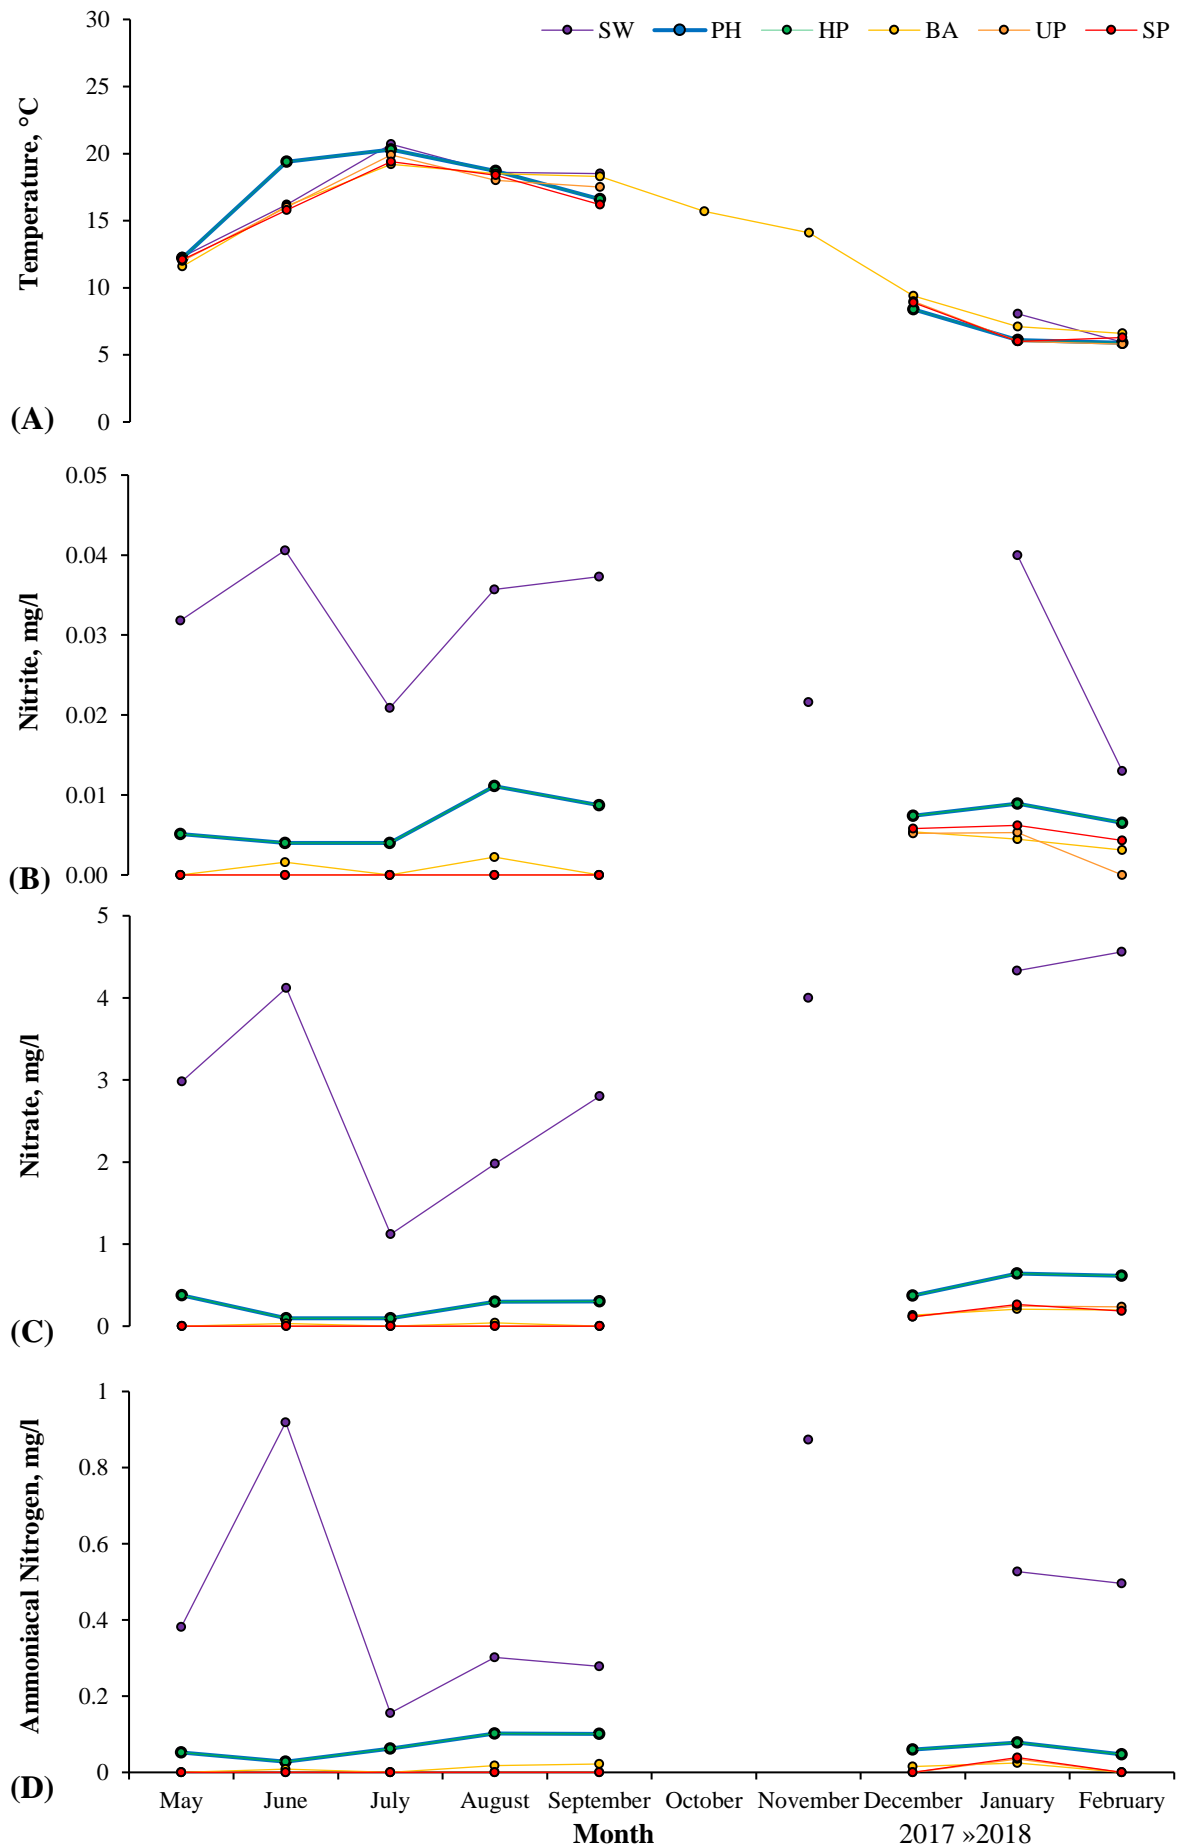 30
SW PH HP BA UP SP
25
20
15
10
5
0
Temperature, °C
(A)
0.05
0.04
0.03
0.02
0.01
0.00
Nitrite, mg/l
(B)
5
4
3
2
1
0
Nitrate, mg/l
(C)
1
0.8
0.6
0.4
0.2
0
Ammoniacal Nitrogen, mg/l
(D)
May June July August September October November December January February
Month 2017 »2018